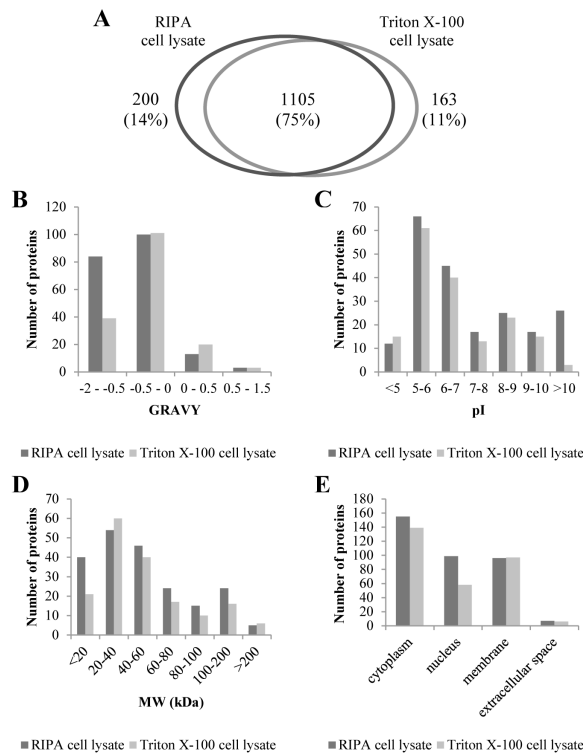 A
RIPA
cell lysate
Triton X-100
cell lysate
200
(14%)
1105
(75%)
163
(11%)
B
Number of proteins
120
100
80
60
40
20
0
-2 - -0.5
-0.5 - 0
0 - 0.5
0.5 - 1.5
GRAVY
RIPA cell lysate
Triton X-100 cell lysate
C
Number of proteins
70
60
50
40
30
20
10
0
<5
5-6
6-7
7-8
8-9
9-10
>10
pI
RIPA cell lysate
Triton X-100 cell lysate
D
Number of proteins
70
60
50
40
30
20
10
0
<20
20-40
40-60
60-80
80-100
100-200
>200
MW (kDa)
RIPA cell lysate
Triton X-100 cell lysate
E
Number of proteins
180
160
140
120
100
80
60
40
20
0
cytoplasm
nucleus
membrane
extracellular space
RIPA cell lysate
Triton X-100 cell lysate